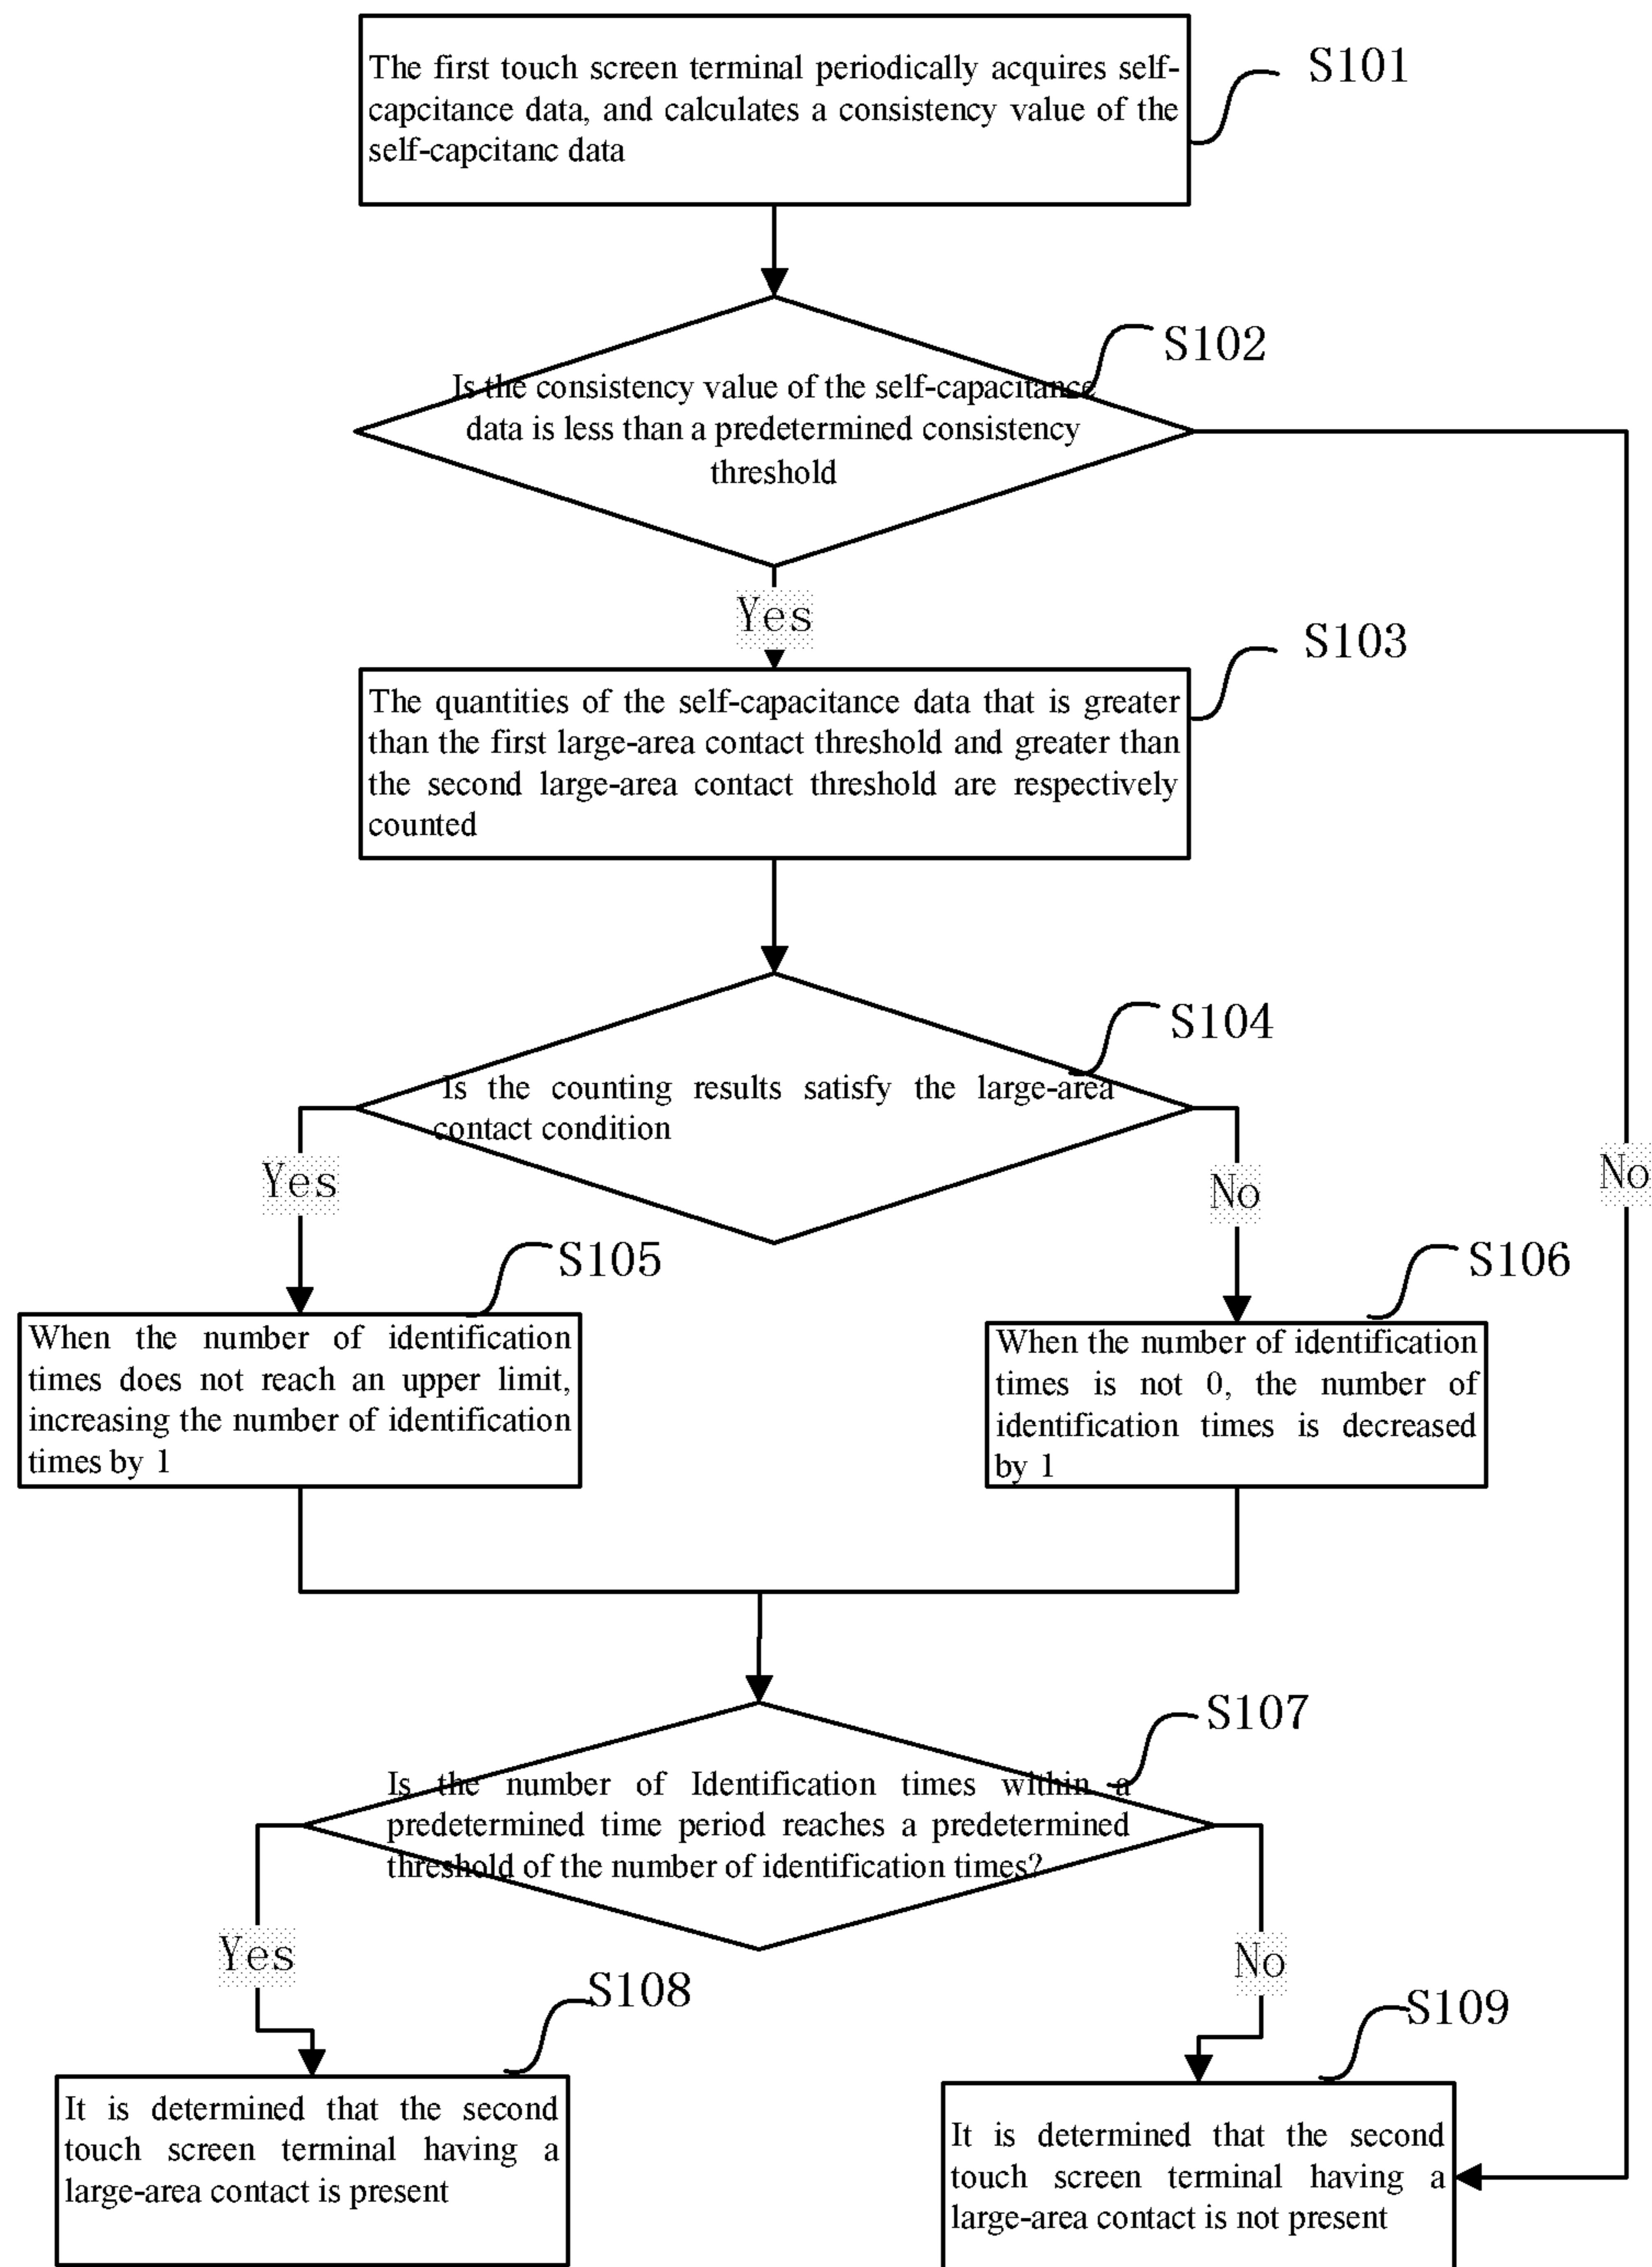 The first touch screen terminal periodically acquires self-
capcitance data, and calculates a consistency value of the
self-capcitanc data
S101
S102
Is the consistency value of the self-capacitance
data is less than a predetermined consistency
threshold
Yes
S103
The quantities of the self-capacitance data that is greater
than the first large-area contact threshold and greater than
the second large-area contact threshold are respectively
counted
S104
Is the counting results satisfy the large-area
contact condition
Yes
No
No
S105
S106
When the number of identification
times does not reach an upper limit,
increasing the number of identification
times by 1
When the number of identification
times is not 0, the number of
identification times is decreased
by 1
S107
Is the number of Identification times within a
predetermined time period reaches a predetermined
threshold of the number of identification times?
Yes
No
S108
S109
It is determined that the second
touch screen terminal having a
large-area contact is present
It is determined that the second
touch screen terminal having a
large-area contact is not present